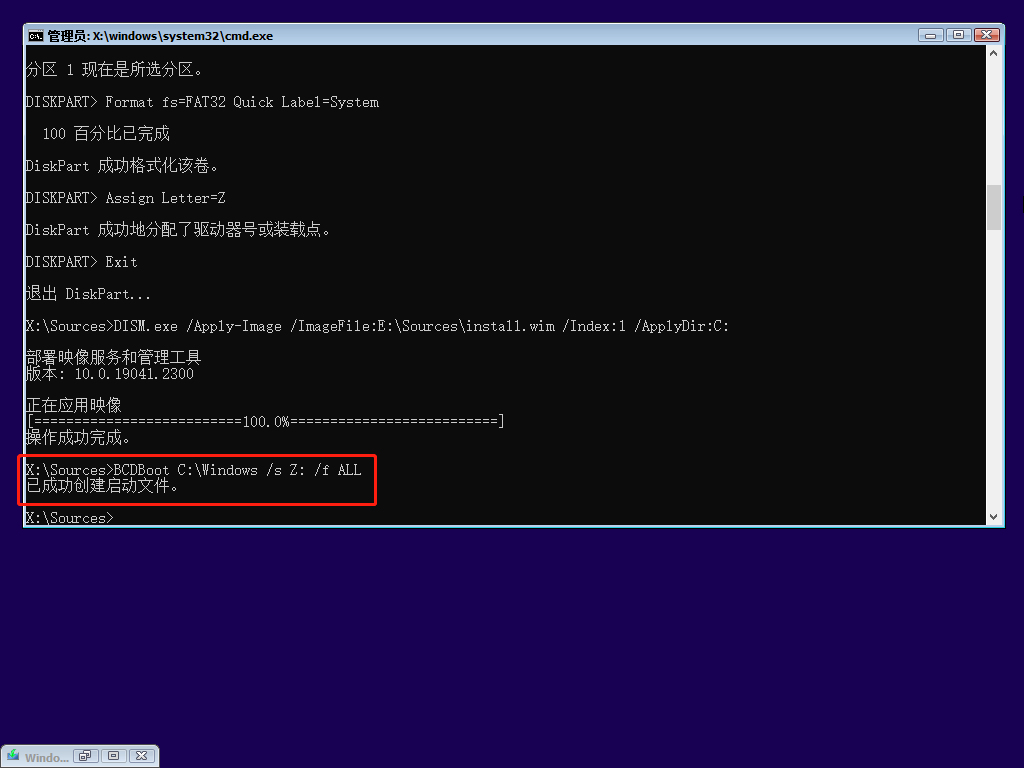 管理员: X:\windows\system32\cmd.exe
分区 1 现在是所选分区。
DISKPART> Format fs=FAT32 Quick Label=System
100 百分比已完成
DiskPart 成功格式化该卷。
DISKPART> Assign Letter=Z
DiskPart 成功地分配了驱动器号或装载点。
DISKPART> Exit
退出 DiskPart...
X:\Sources>DISM.exe /Apply-Image /ImageFile:E:\Sources\install.wim /Index:1 /ApplyDir:C:
部署映像服务和管理工具
版本: 10.0.19041.2300
正在应用映像
[==========================100.0%==========================]
操作成功完成。
X:\Sources>BCDBoot C:\Windows /s Z: /f ALL
已成功创建启动文件。
X:\Sources>
Windo...